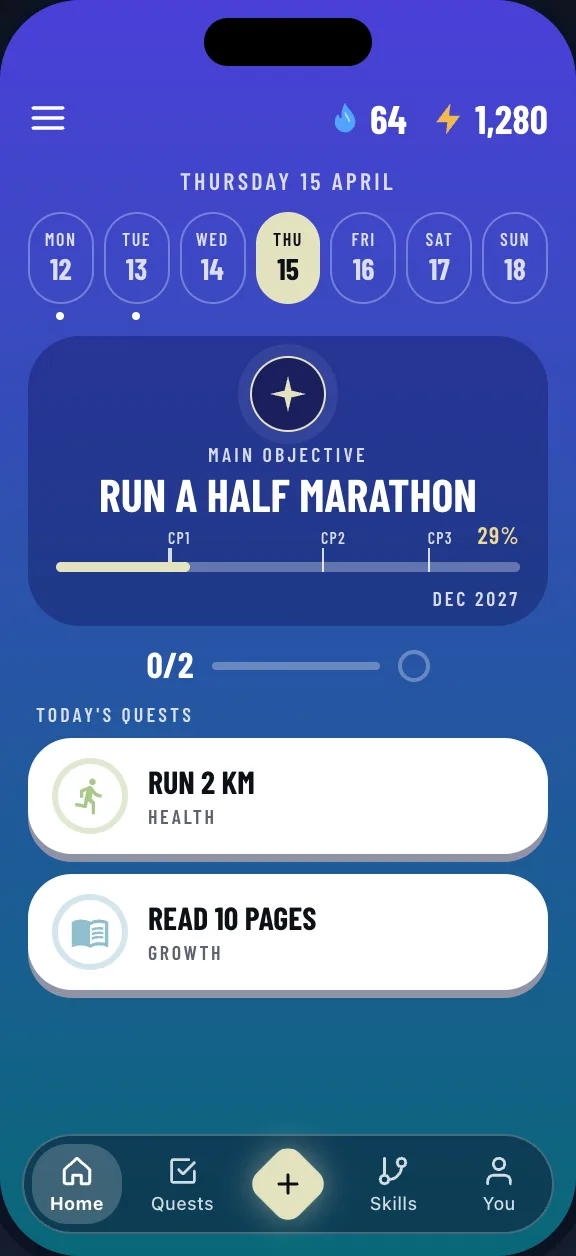 64 1,280
THURSDAY 15 APRIL
MON TUE WED THU FRI SAT SUN
12 13 14 15 16 17 18
MAIN OBJECTIVE
RUN A HALF MARATHON
CP1 CP2 CP3 29%
DEC 2027
0/2
TODAY'S QUESTS
RUN 2 KM
HEALTH
READ 10 PAGES
GROWTH
Home Quests + Skills You